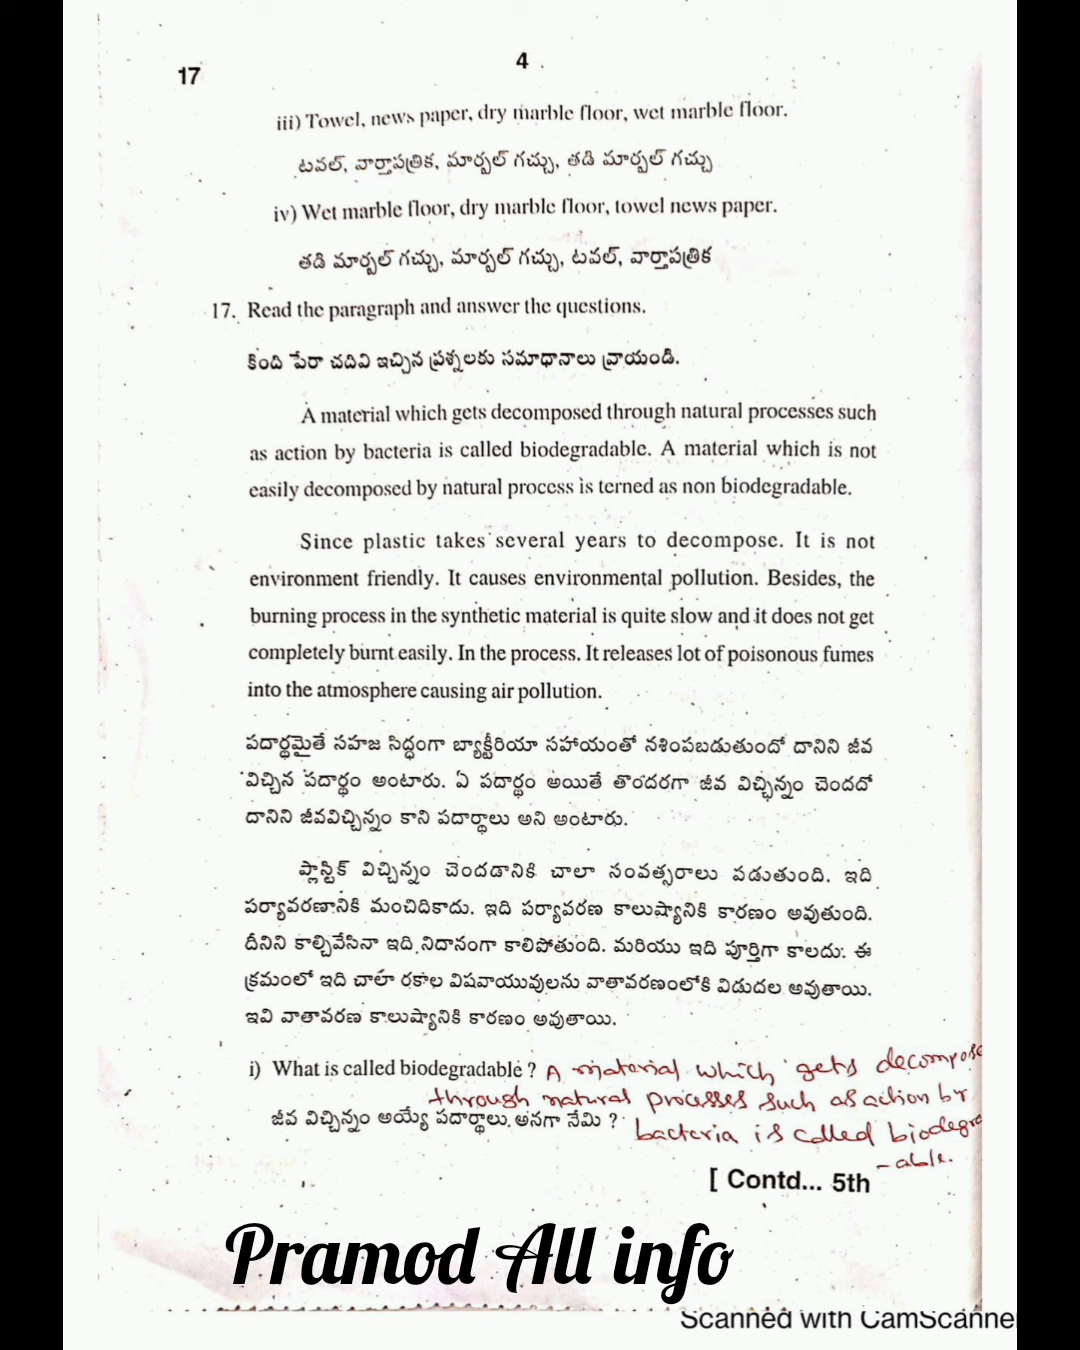 17
4
iii) Towel, news paper, dry marble floor, wet marble floor.
టవల్, వార్తాపత్రిక, మార్బుల్ గచ్చు, తడి మార్బుల్ గచ్చు
iv) Wet marble floor, dry marble floor, towel news paper.
తడి మార్బుల్ గచ్చు, మార్బుల్ గచ్చు, టవల్, వార్తాపత్రిక
17. Read the paragraph and answer the questions.
కింది పేరా చదివి ఇచ్చిన ప్రశ్నలకు సమాధానాలు వ్రాయండి.
A material which gets decomposed through natural processes such
as action by bacteria is called biodegradable. A material which is not
easily decomposed by natural process is terned as non biodegradable.
Since plastic takes several years to decompose. It is not
environment friendly. It causes environmental pollution. Besides, the
burning process in the synthetic material is quite slow and it does not get
completely burnt easily. In the process. It releases lot of poisonous fumes
into the atmosphere causing air pollution.
పదార్థమైతే సహజ సిద్ధంగా బ్యాక్టీరియా సహాయంతో నశింపబడుతుందో దానిని జీవ
విచ్చిన పదార్థం అంటారు. ఏ పదార్థం అయితే తొందరగా జీవ విచ్ఛిన్నం చెందదో
దానిని జీవవిచ్చిన్నం కాని పదార్థాలు అని అంటారు.
ప్లాస్టిక్ విచ్చిన్నం చెందడానికి చాలా సంవత్సరాలు పడుతుంది. ఇది
పర్యావరణానికి మంచిదికాదు. ఇది పర్యావరణ కాలుష్యానికి కారణం అవుతుంది.
దీనిని కాల్చివేసినా ఇది నిదానంగా కాలిపోతుంది. మరియు ఇది పూర్తిగా కాలదు. ఈ
క్రమంలో ఇది చాలా రకాల విషవాయువులను వాతావరణంలోకి విడుదల అవుతాయి.
ఇవి వాతావరణ కాలుష్యానికి కారణం అవుతాయి.
i) What is called biodegradable ? A material which gets decompose
through natural processes such as action by
జీవ విచ్చిన్నం అయ్యే పదార్థాలు అనగా నేమి ? bacteria is called biodegra
-able.
[ Contd... 5th
Pramod All info
Scanned with CamScanne